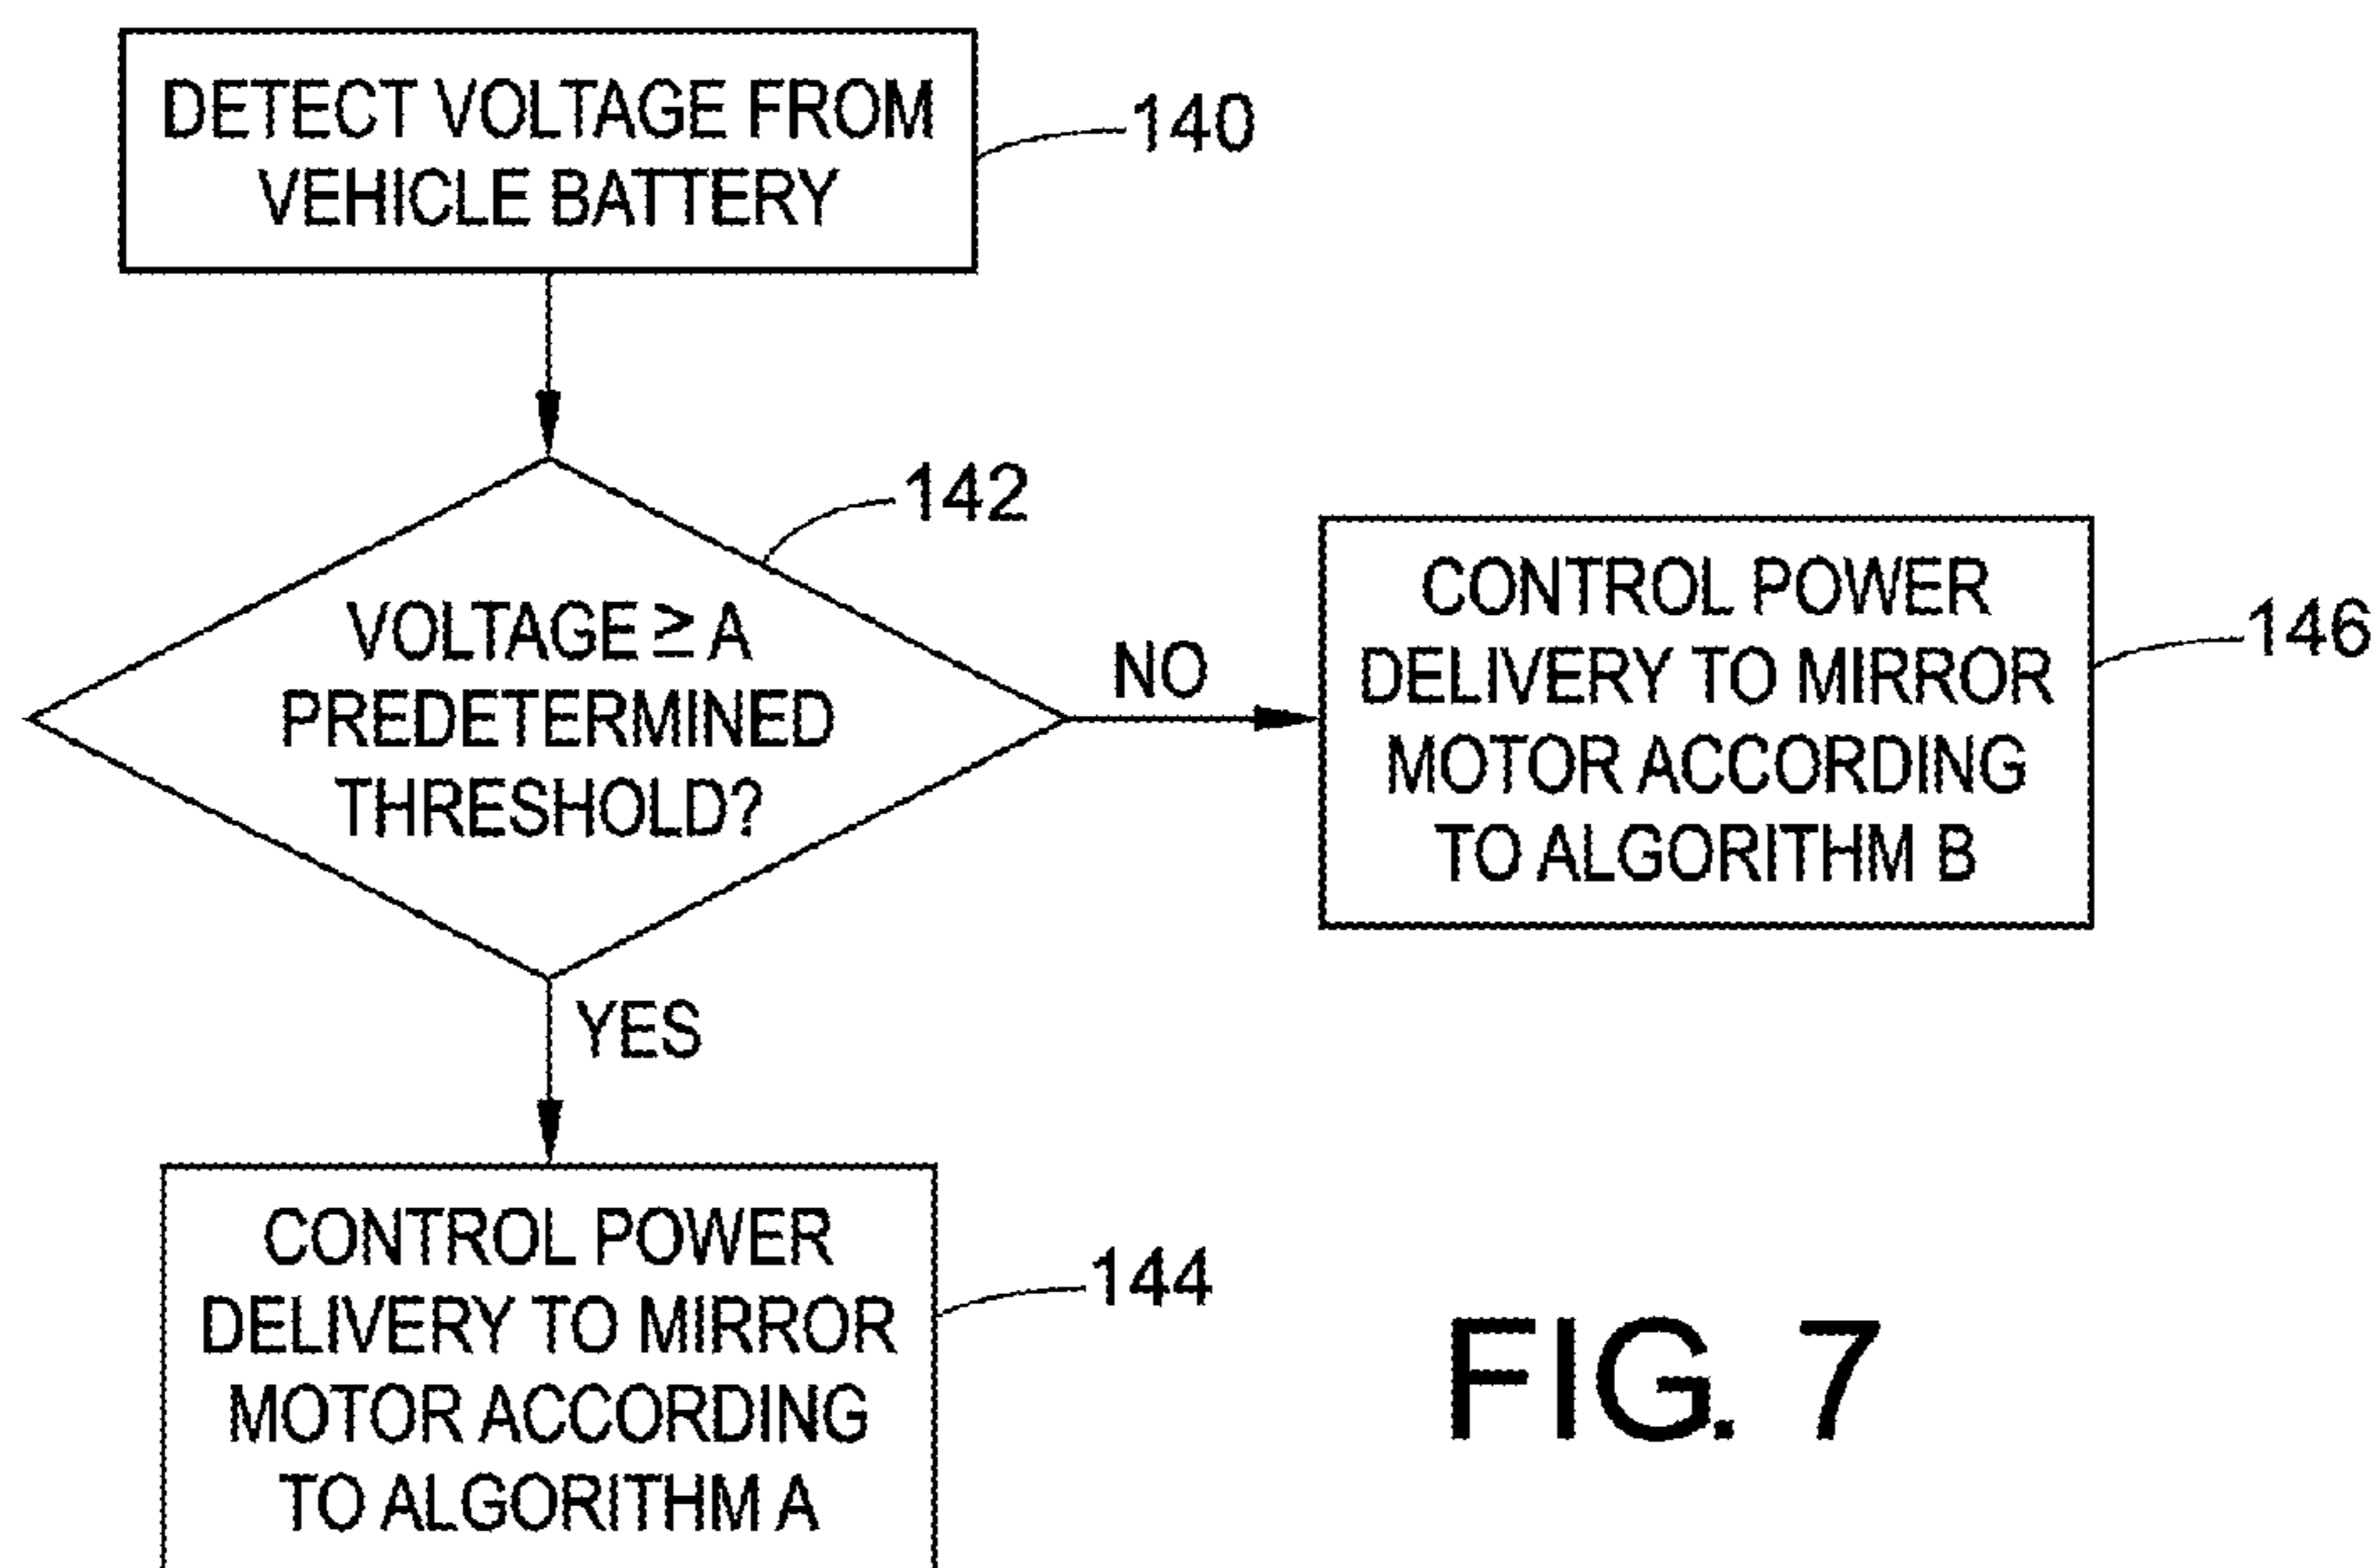 DETECT VOLTAGE FROM
VEHICLE BATTERY
140
142
VOLTAGE ≥ A
PREDETERMINED
THRESHOLD?
NO
CONTROL POWER
DELIVERY TO MIRROR
MOTOR ACCORDING
TO ALGORITHM B
146
YES
CONTROL POWER
DELIVERY TO MIRROR
MOTOR ACCORDING
TO ALGORITHM A
144
FIG. 7